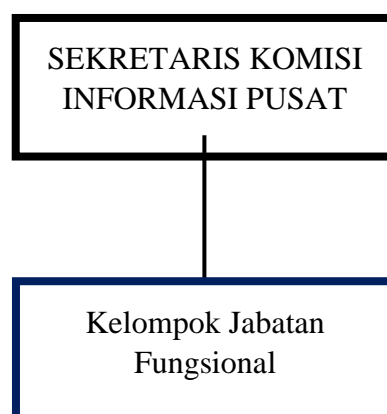 SEKRETARIS KOMISI
INFORMASI PUSAT
Kelompok Jabatan
Fungsional